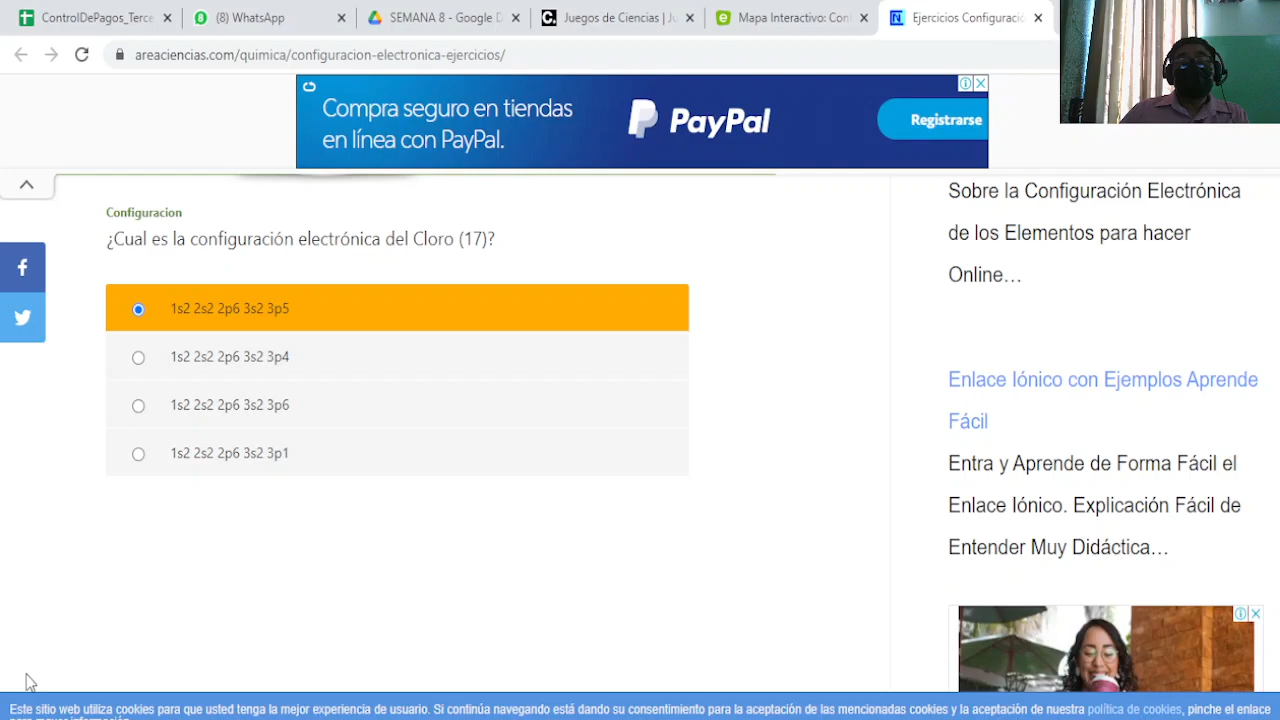 ControlDePagos_Terce
(8) WhatsApp
SEMANA 8 - Google D
Juegos de Ciencias | Ju
Mapa Interactivo: Con
Ejercicios Configuració
areaciencias.com/quimica/configuracion-electronica-ejercicios/
Compra seguro en tiendas
en línea con PayPal.
PayPal
Registrarse
Configuracion
¿Cual es la configuración electrónica del Cloro (17)?
1s2 2s2 2p6 3s2 3p5
1s2 2s2 2p6 3s2 3p4
1s2 2s2 2p6 3s2 3p6
1s2 2s2 2p6 3s2 3p1
Sobre la Configuración Electrónica
de los Elementos para hacer
Online…
Enlace Iónico con Ejemplos Aprende
Fácil
Entra y Aprende de Forma Fácil el
Enlace Iónico. Explicación Fácil de
Entender Muy Didáctica…
Este sitio web utiliza cookies para que usted tenga la mejor experiencia de usuario. Si continúa navegando está dando su consentimiento para la aceptación de las mencionadas cookies y la aceptación de nuestra política de cookies, pinche el enlace
para mayor información.